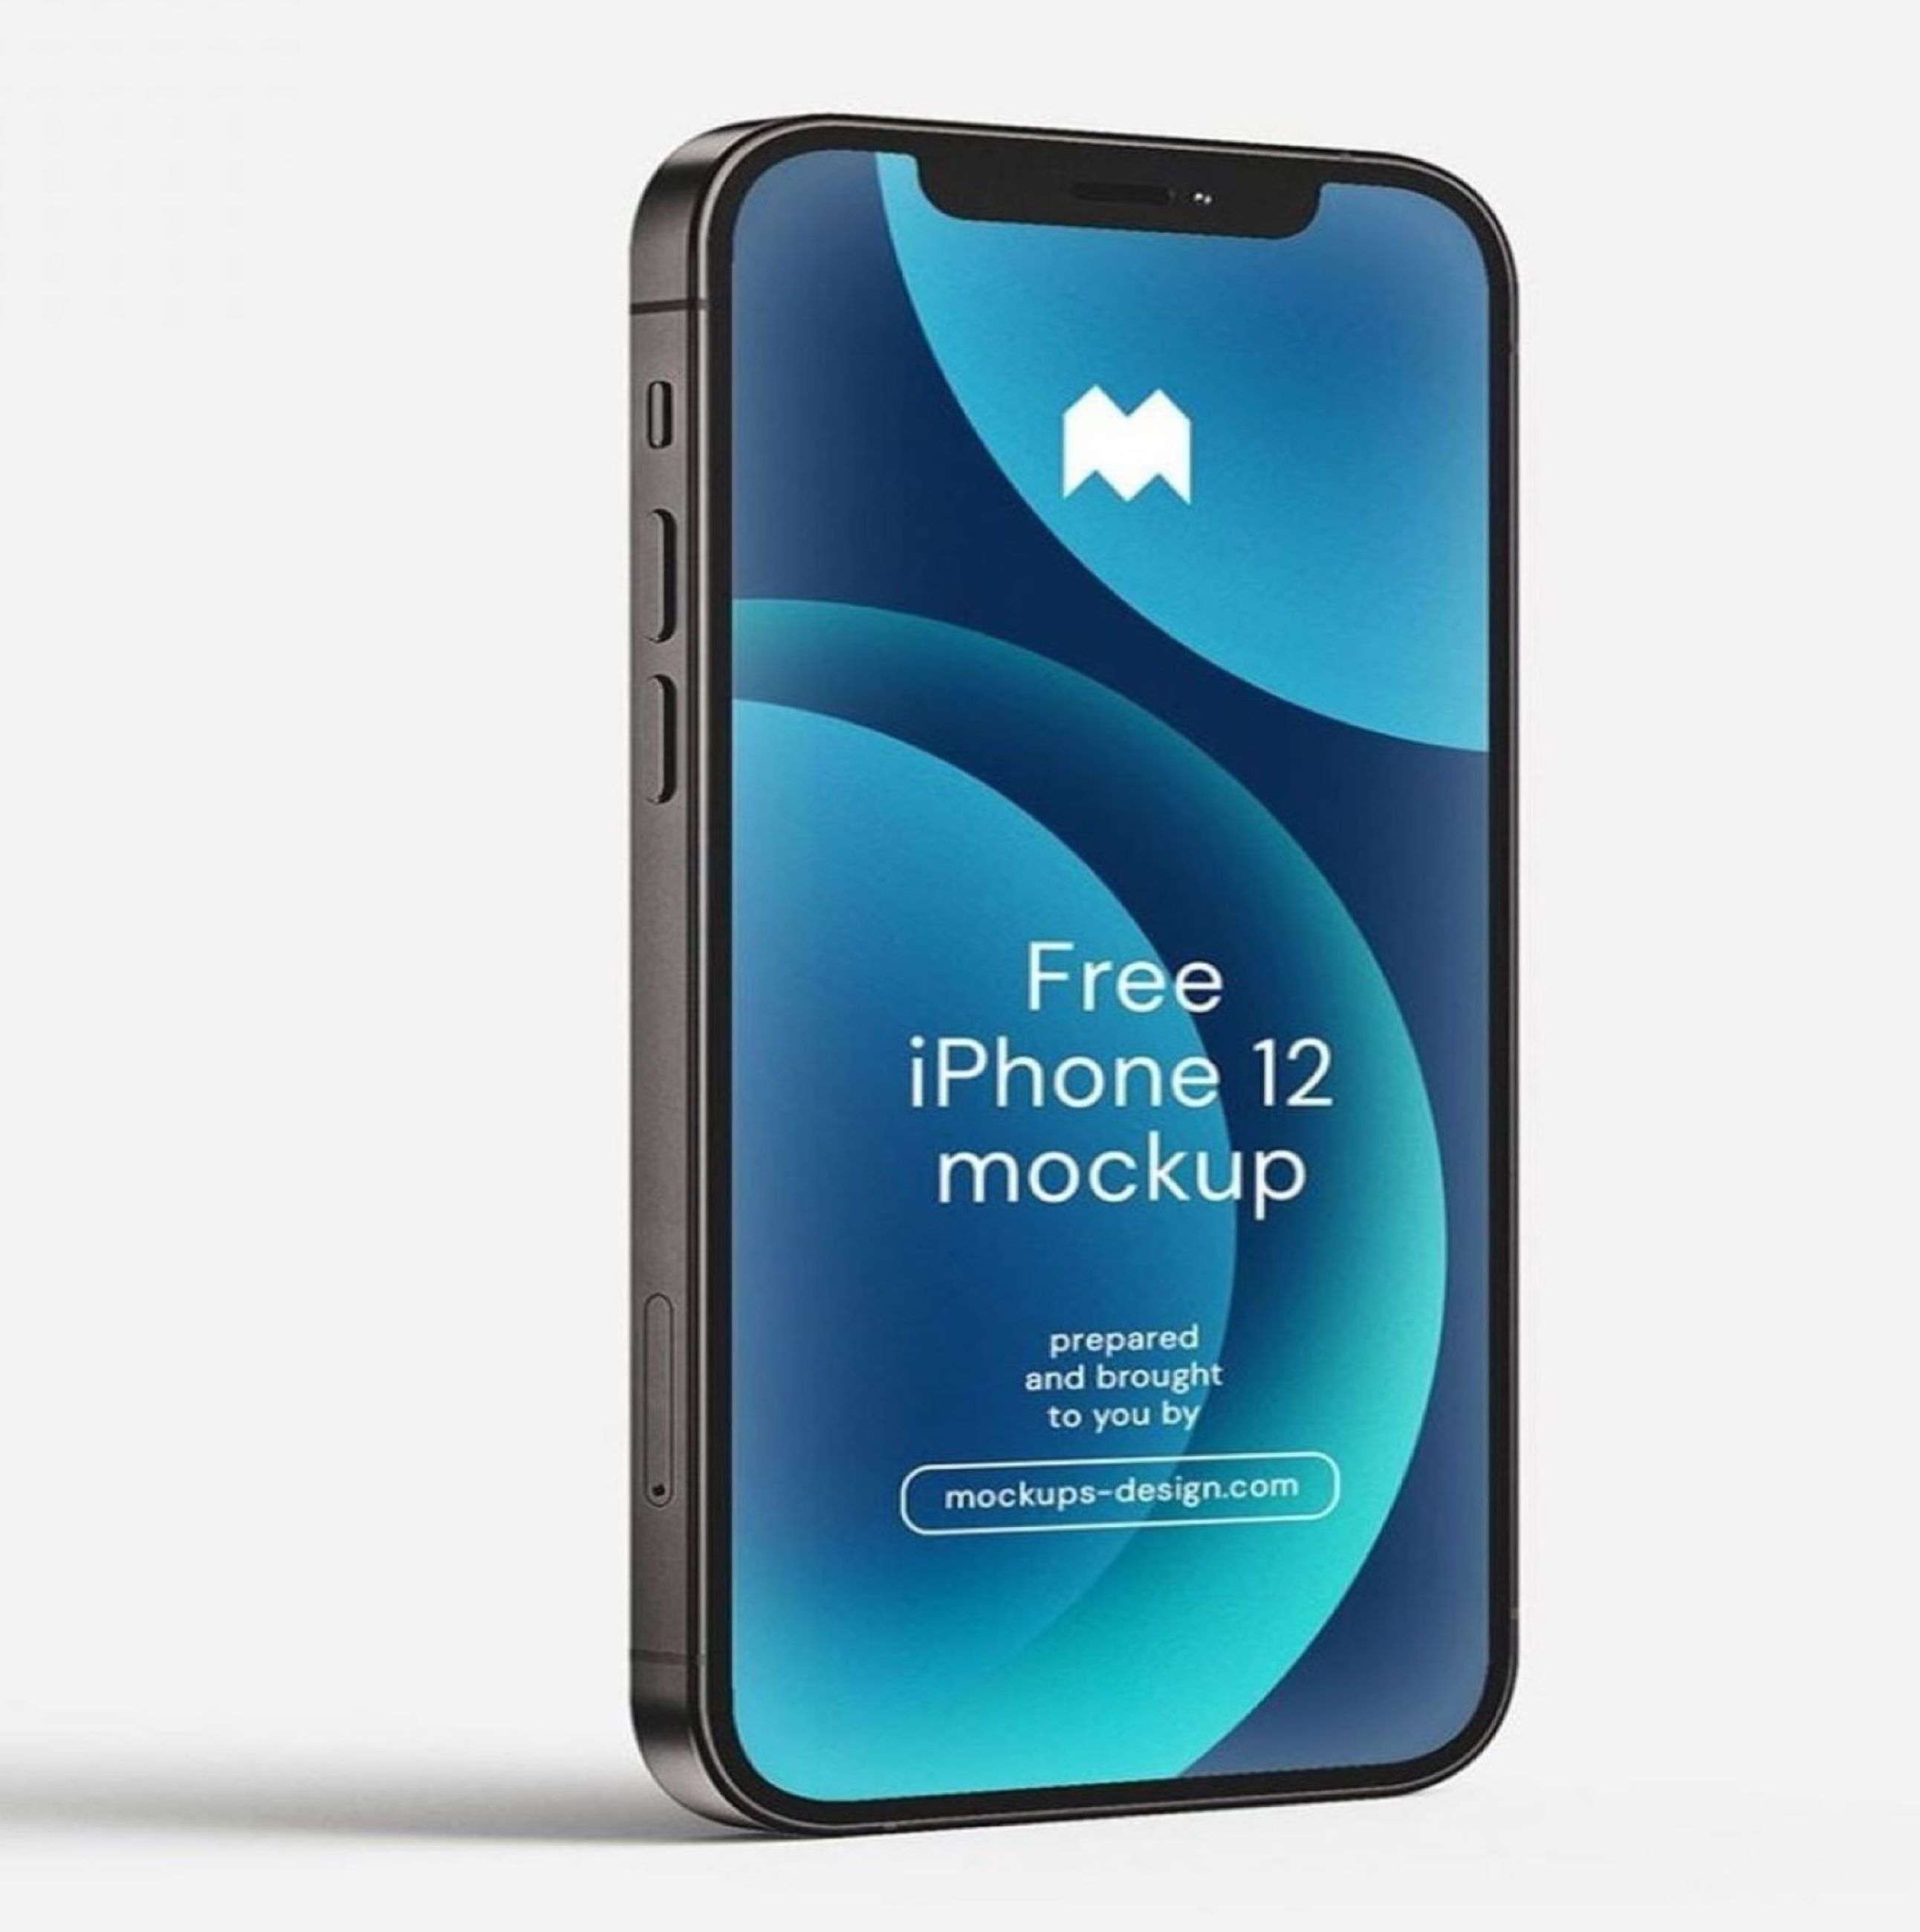 Free
iPhone 12
mockup
prepared
and brought
to you by
mockups-design.com